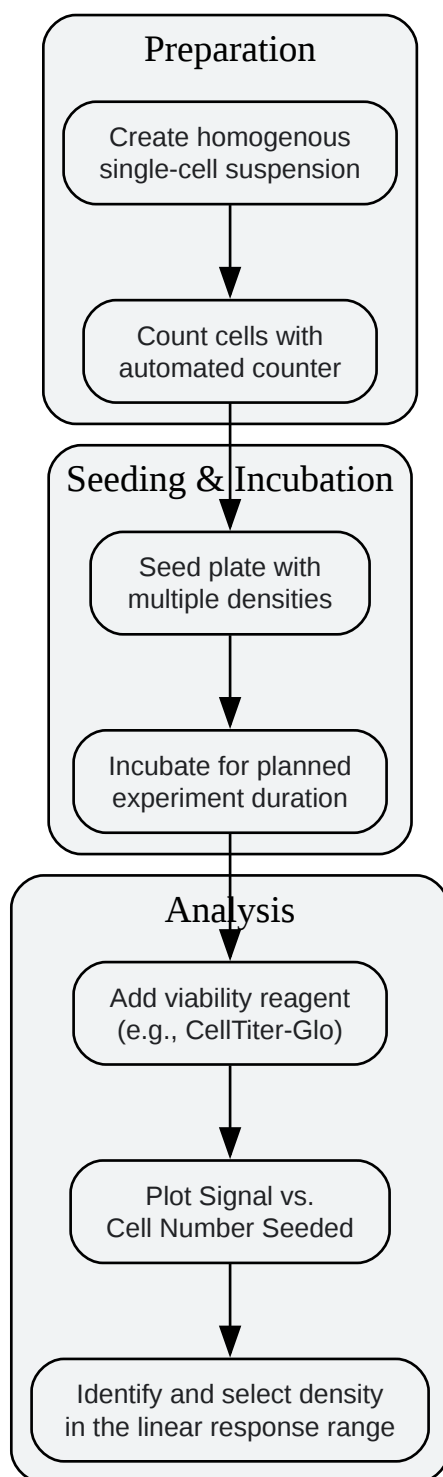 Preparation
Create homogenous
single-cell suspension
Count cells with
automated counter
Seeding & Incubation
Seed plate with
multiple densities
Incubate for planned
experiment duration
Analysis
Add viability reagent
(e.g., CellTiter-Glo)
Plot Signal vs.
Cell Number Seeded
Identify and select density
in the linear response range